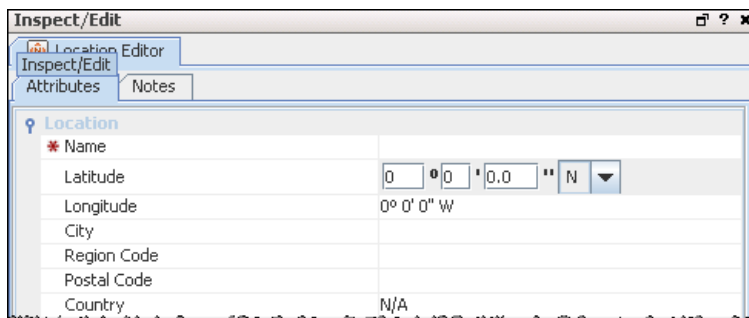 Inspect/Edit ?
Location Editor
Inspect/Edit
Attributes Notes
Location
* Name
Latitude 0 º 0 ' 0.0 '' N
Longitude 0º 0' 0" W
City
Region Code
Postal Code
Country N/A